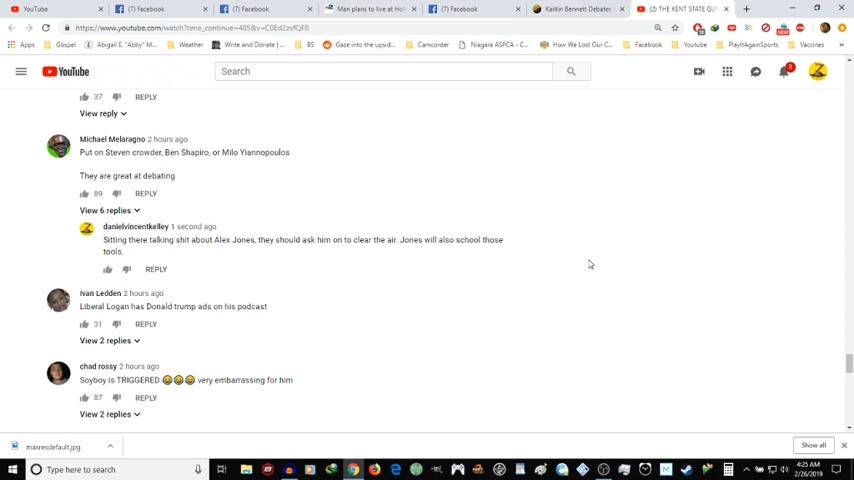 YouTube
(7) Facebook
(7) Facebook
Man plans to live at Hol
(7) Facebook
Kaitlin Bennett Debates
(2) THE KENT STATE GU
https://www.youtube.com/watch?time_continue=405&v=C0Ed2zvfQF8
Apps
Gospel
Abigail E. "Abby" M...
Weather
Write and Donate | ...
BS
Gaze into the upsid...
Camcorder
Niagara ASPCA - C...
How We Lost Our C...
Facebook
Youtube
PlayItAgainSports
Vaccines
YouTube
Search
2
37
REPLY
View reply
Michael Melaragno 2 hours ago
Put on Steven crowder, Ben Shapiro, or Milo Yiannopoulos
They are great at debating
89
REPLY
View 6 replies
danielvincentkelley 1 second ago
Sitting there talking shit about Alex Jones, they should ask him on to clear the air. Jones will also school those
tools.
REPLY
Ivan Ledden 2 hours ago
Liberal Logan has Donald trump ads on his podcast
31
REPLY
View 2 replies
chad rossy 2 hours ago
Soyboy is TRIGGERED 😂😂😂 very embarrassing for him
87
REPLY
View 2 replies
maxresdefault.jpg
Show all
Type here to search
4:25 AM
2/26/2019